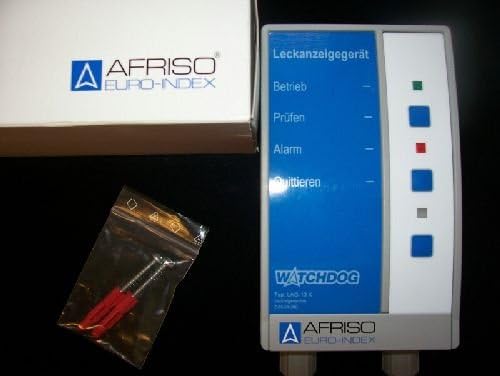 AFRISO®
EURO-INDEX
Leckanzeigegerät
Betrieb
Prüfen
Alarm
Quittieren
WATCHDOG
AFRISO
EURO-INDEX